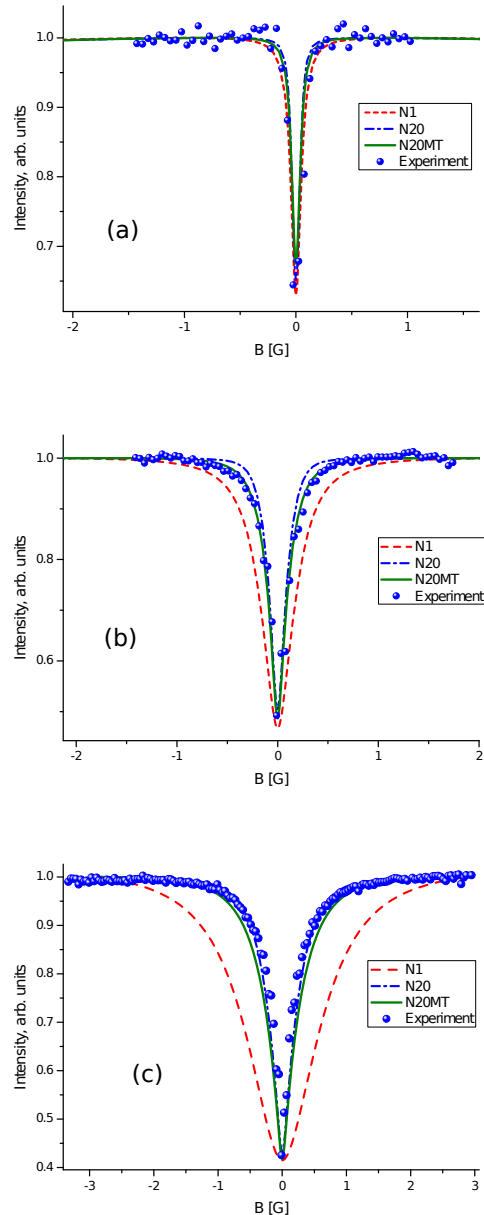 1.0
0.9
0.8
0.7
Intensity, arb. units
N1
N20
N20MT
Experiment
(a)
-2
-1
0
1
B [G]
1.0
0.8
0.6
Intensity, arb. units
N1
N20
N20MT
Experiment
(b)
-2
-1
0
1
2
B [G]
1.0
0.9
0.8
0.7
0.6
0.5
0.4
Intensity, arb. units
N1
N20
N20MT
Experiment
(c)
-3
-2
-1
0
1
2
3
B [G]